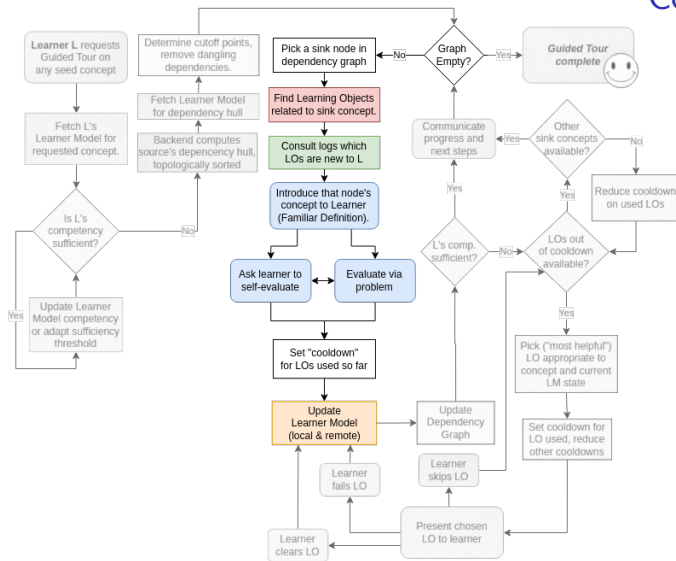 Learner L requests
Guided Tour on
any seed concept
Fetch L's
Learner Model for
requested concept.
Is L's
competency
sufficient?
Yes
No
Update Learner
Model competency
or adapt sufficiency
threshold
Determine cutoff points,
remove dangling
dependencies.
Fetch Learner Model
for dependency hull
Backend computes
source's depencency hull,
topologically sorted
Pick a sink node in
dependency graph
No
Graph
Empty?
Yes
Guided Tour
complete
Find Learning Objects
related to sink concept.
Consult logs which
LOs are new to L
Introduce that node's
concept to Learner
(Familiar Definition).
Ask learner to
self-evaluate
Evaluate via
problem
Set "cooldown"
for LOs used so far
Update
Learner Model
(local & remote)
Update
Dependency
Graph
L's comp.
sufficient?
Yes
No
Communicate
progress and
next steps
Yes
Other
sink concepts
available?
No
Reduce cooldown
on used LOs
Yes
LOs out
of cooldown
available?
Yes
Pick ("most helpful")
LO appropriate to
concept and current
LM state
Set cooldown for
LO used, reduce
other cooldowns
Present chosen
LO to learner
Learner
skips LO
Learner
fails LO
Learner
clears LO